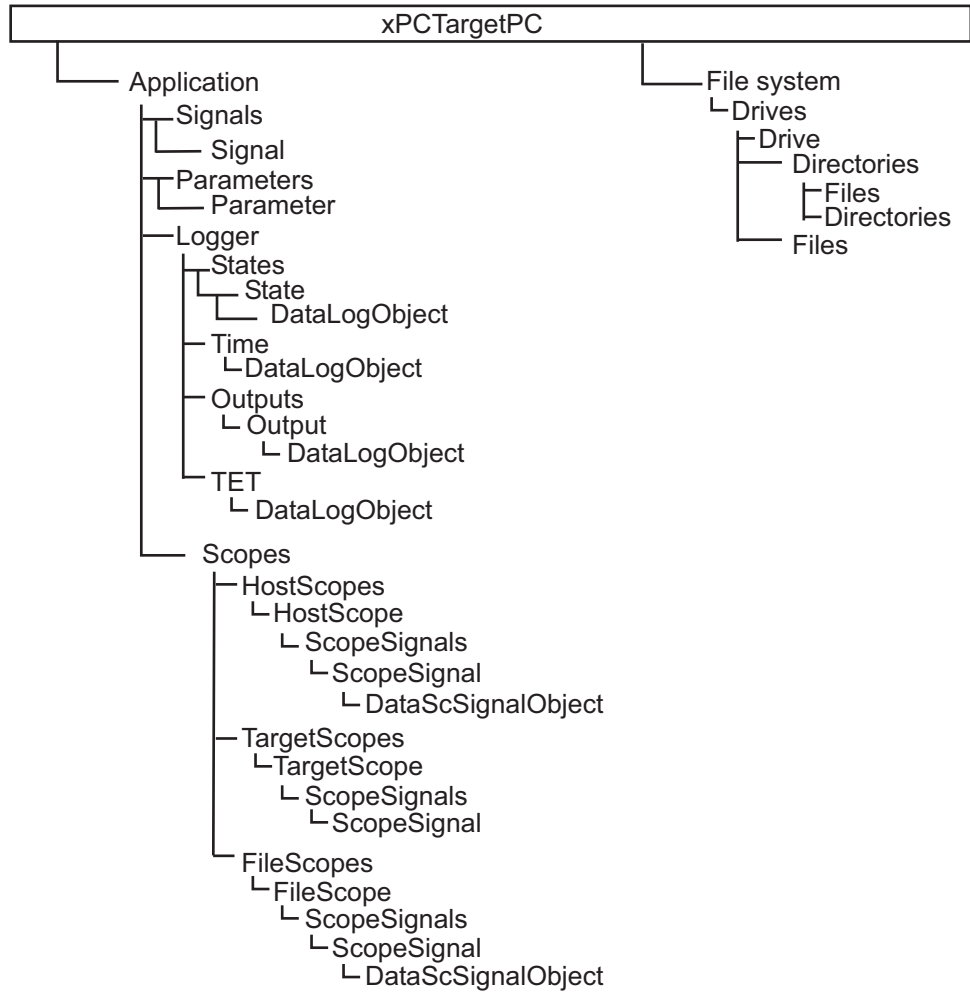 xPCTargetPC
Application
Signals
Signal
Parameters
Parameter
Logger
States
State
DataLogObject
Time
DataLogObject
Outputs
Output
DataLogObject
TET
DataLogObject
Scopes
HostScopes
HostScope
ScopeSignals
ScopeSignal
DataScSignalObject
TargetScopes
TargetScope
ScopeSignals
ScopeSignal
FileScopes
FileScope
ScopeSignals
ScopeSignal
DataScSignalObject
File system
Drives
Drive
Directories
Files
Directories
Files